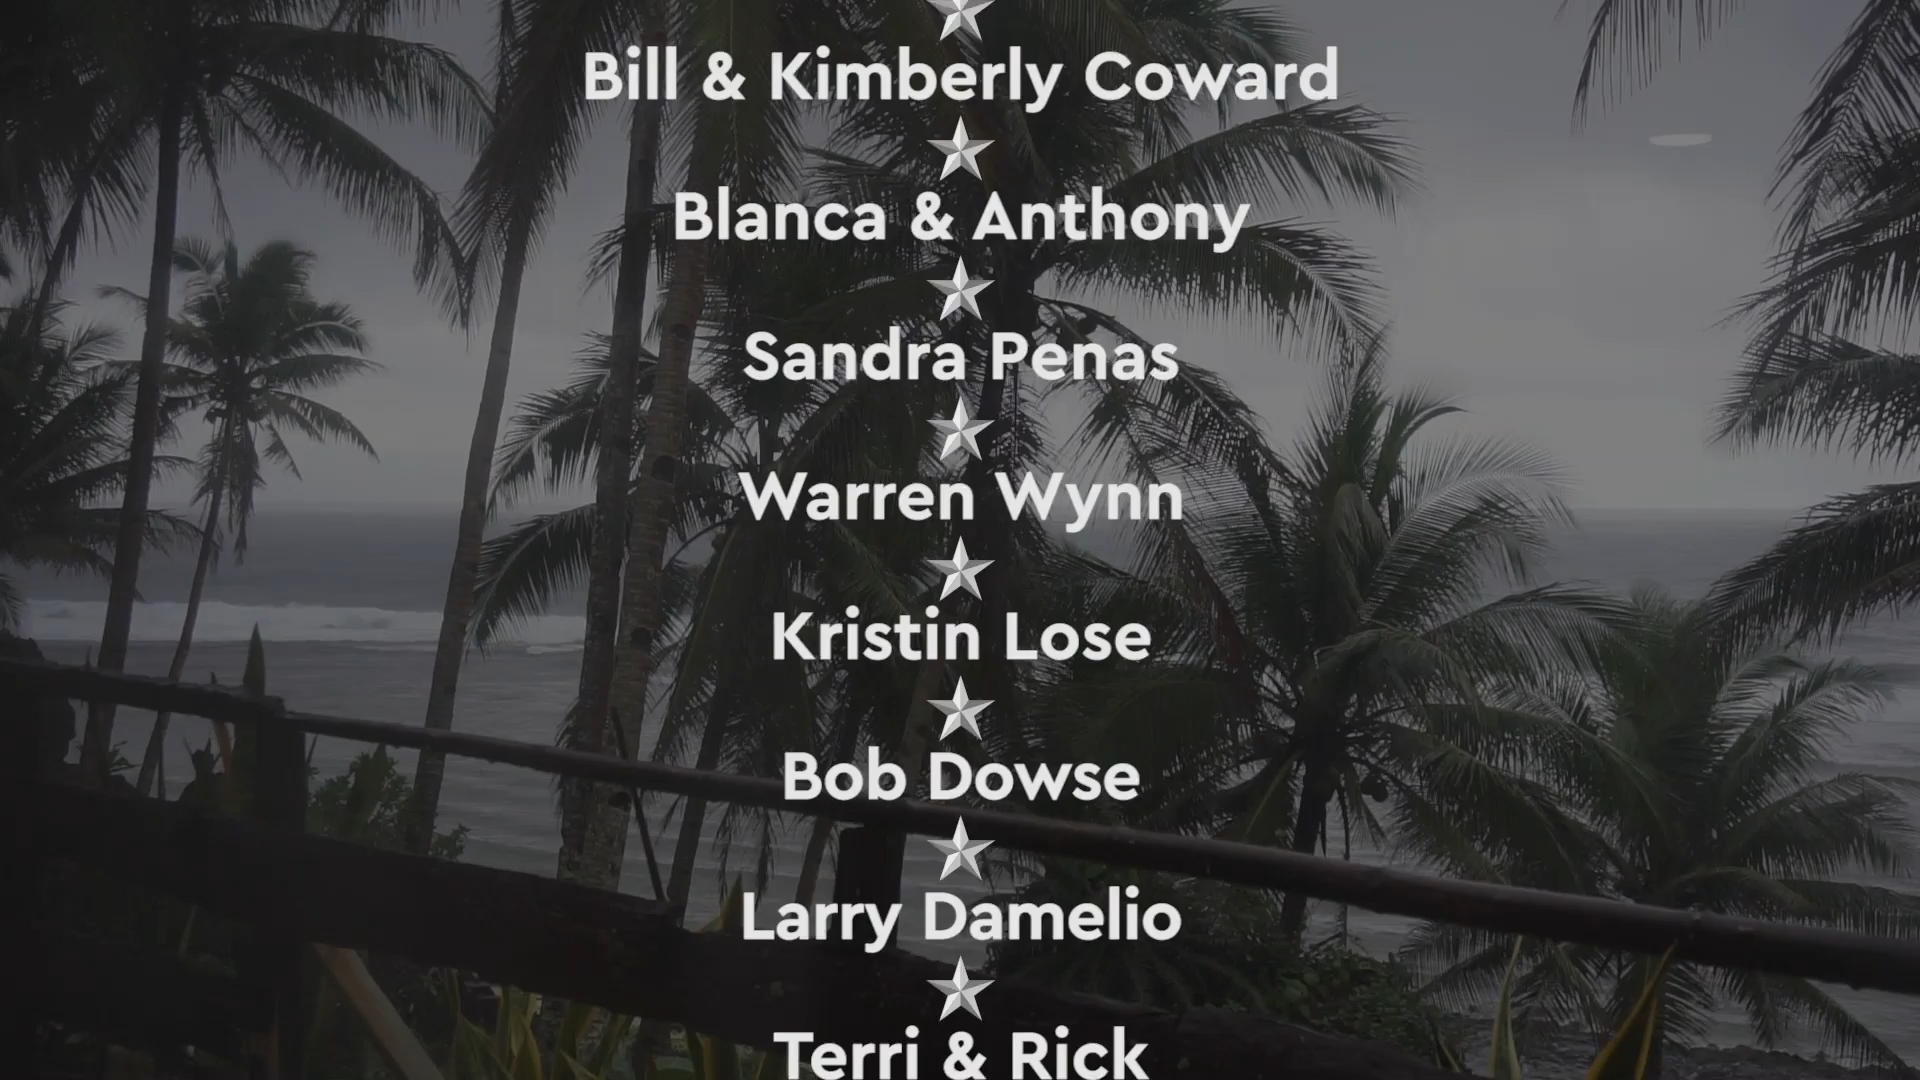 Bill & Kimberly Coward
Blanca & Anthony
Sandra Penas
Warren Wynn
Kristin Lose
Bob Dowse
Larry Damelio
Terri & Rick